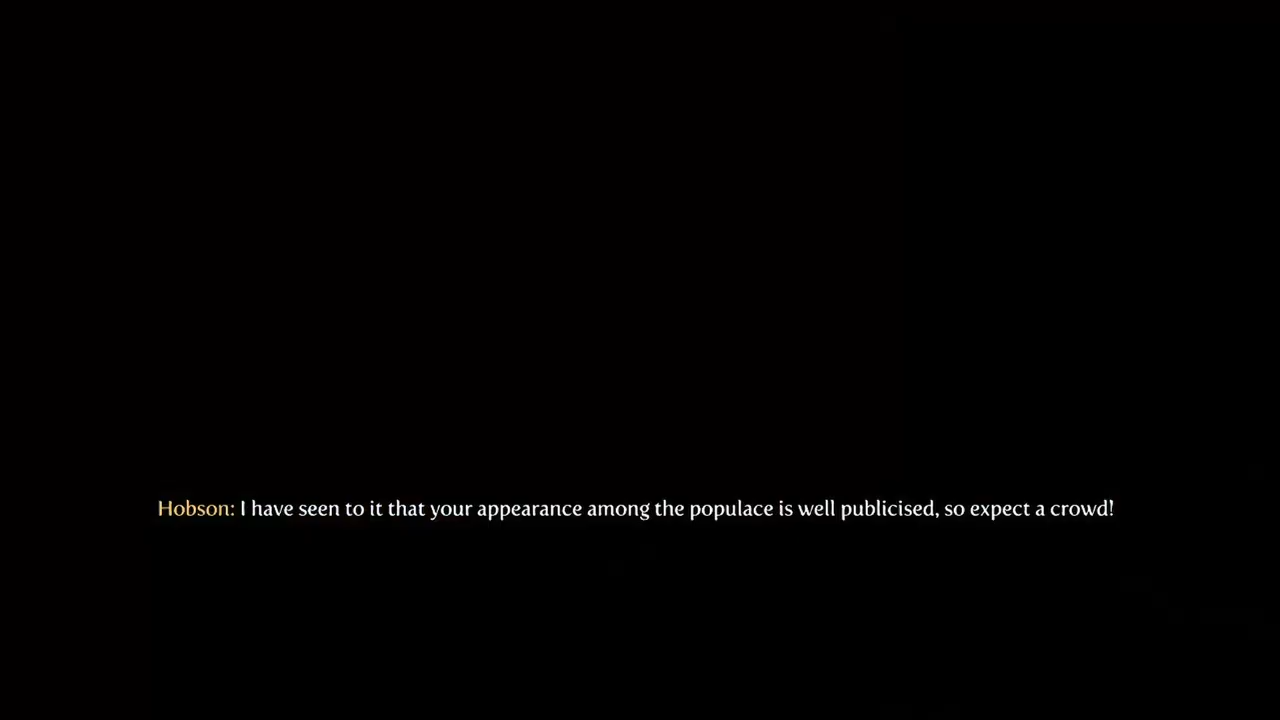 Hobson: I have seen to it that your appearance among the populace is well publicised, so expect a crowd!